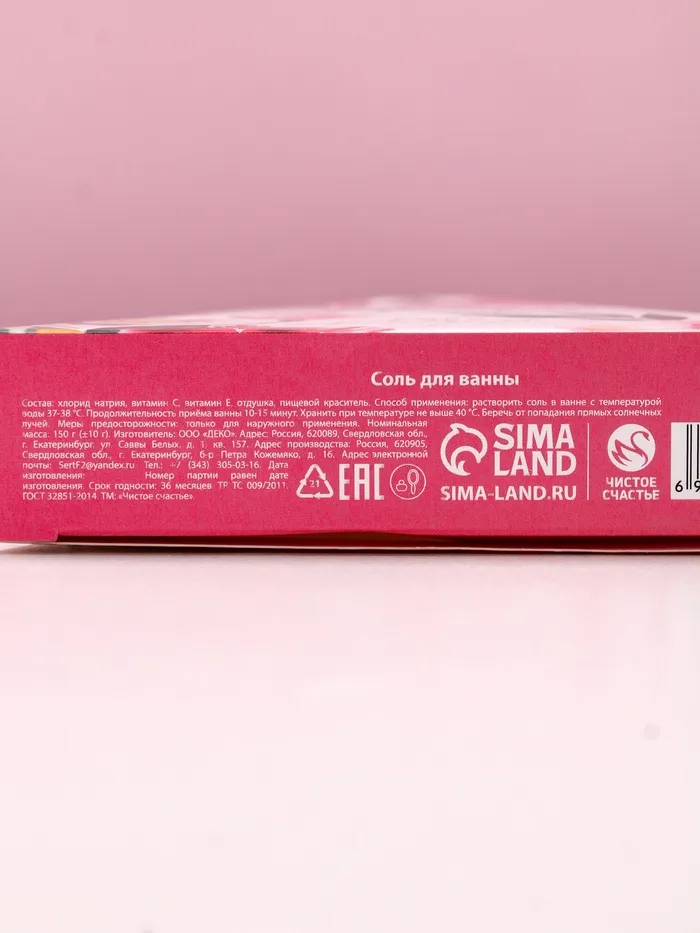 Соль для ванны
Состав: хлорид натрия, витамин С, витамин Е, отдушка, пищевой краситель. Способ применения: растворить соль в ванне с температурой
воды 37-38 °С. Продолжительность приёма ванны 10-15 минут. Хранить при температуре не выше 40 °С. Беречь от попадания прямых солнечных
лучей. Меры предосторожности: только для наружного применения. Номинальная
масса: 150 г (±10 г). Изготовитель: ООО «ДЕКО». Адрес: Россия, 620089, Свердловская обл.,
г. Екатеринбург, ул. Саввы Белых, д. 1, кв. 157. Адрес производства: Россия, 620905,
Свердловская обл., г. Екатеринбург, б-р Петра Кожемяко, д. 16. Адрес электронной
почты: SertF2@yandex.ru Тел.: +7 (343) 305-03-16. Дата
изготовления: Номер партии равен дате
изготовления. Срок годности: 36 месяцев. ТР ТС 009/2011.
ГОСТ 32851-2014. ТМ: «Чистое счастье».
21
EAC
SIMA
LAND
SIMA-LAND.RU
ЧИСТОЕ
СЧАСТЬЕ
6 9